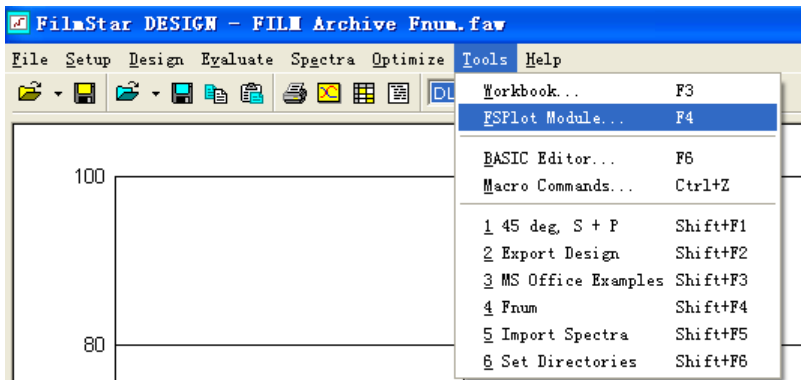 FilmStar DESIGN - FILM Archive Fnum.faw
File Setup Design Evaluate Spectra Optimize Tools Help
DL
Workbook... F3
FSPlot Module... F4
BASIC Editor... F6
Macro Commands... Ctrl+Z
1 45 deg, S + P Shift+F1
2 Export Design Shift+F2
3 MS Office Examples Shift+F3
4 Fnum Shift+F4
5 Import Spectra Shift+F5
6 Set Directories Shift+F6
100
80